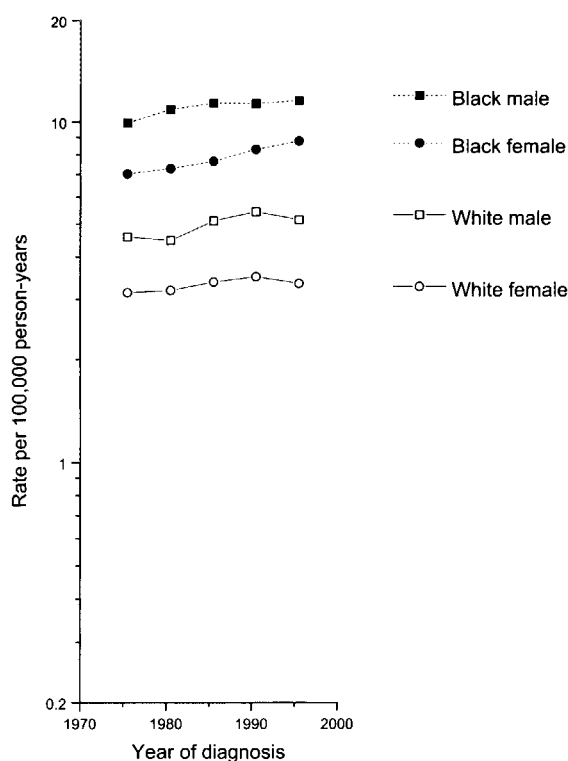 20
10
1
0.2
Rate per 100,000 person-years
1970
1980
1990
2000
Year of diagnosis
Black male
Black female
White male
White female